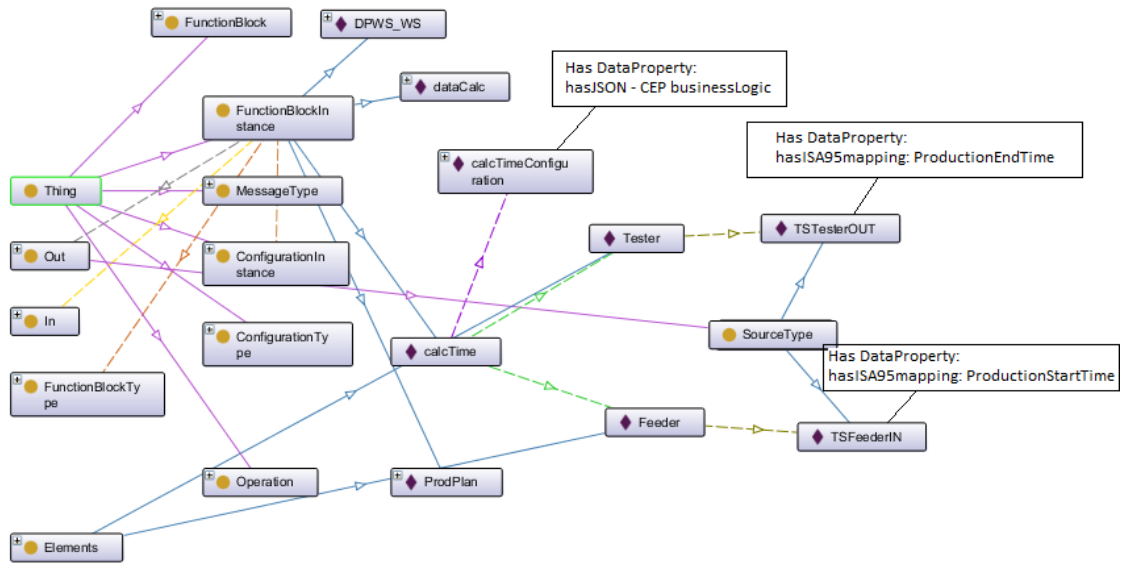 FunctionBlock
DPWS_WS
Has DataProperty:
hasJSON - CEP businessLogic
dataCalc
FunctionBlockIn
stance
Has DataProperty:
hasISA95mapping: ProductionEndTime
calcTimeConfigu
ration
Thing
MessageType
Tester
TSTesterOUT
Out
ConfigurationIn
stance
In
ConfigurationTy
pe
SourceType
calcTime
Has DataProperty:
hasISA95mapping: ProductionStartTime
FunctionBlockTy
pe
Feeder
TSFeederIN
Operation
ProdPlan
Elements